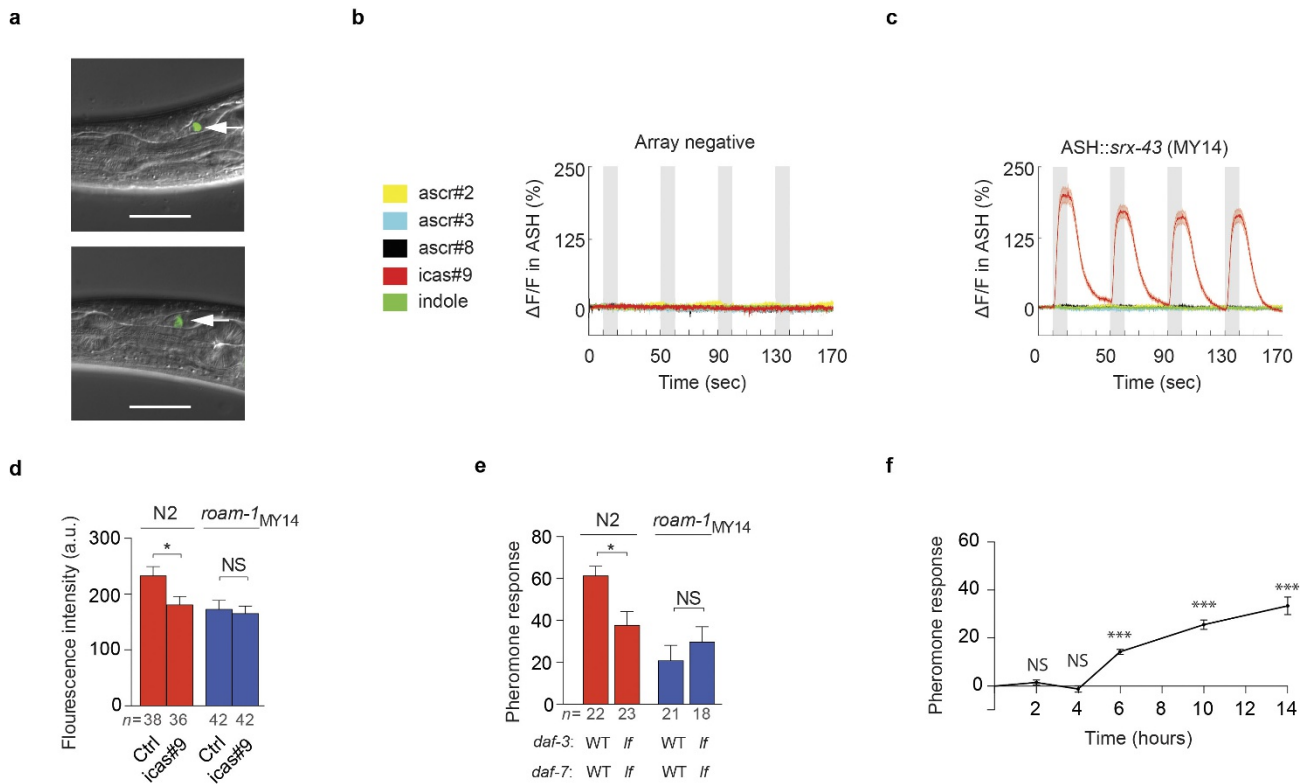 a
b
c
ascr#2
ascr#3
ascr#8
icas#9
indole
Array negative
ΔF/F in ASH (%)
250
125
0
0 50 90 130 170
Time (sec)
ASH::srx-43 (MY14)
ΔF/F in ASH (%)
250
125
0
0 50 90 130 170
Time (sec)
d
N2 roam-1MY14
* NS
Flourescence intensity (a.u.)
300
200
100
0
n= 38 36 42 42
Ctrl icas#9 Ctrl icas#9
e
N2 roam-1MY14
* NS
Pheromone response
80
60
40
20
0
n= 22 23 21 18
daf-3: WT lf WT lf
daf-7: WT lf WT lf
f
Pheromone response
60
40
20
0
NS NS *** *** ***
2 4 6 8 10 12 14
Time (hours)